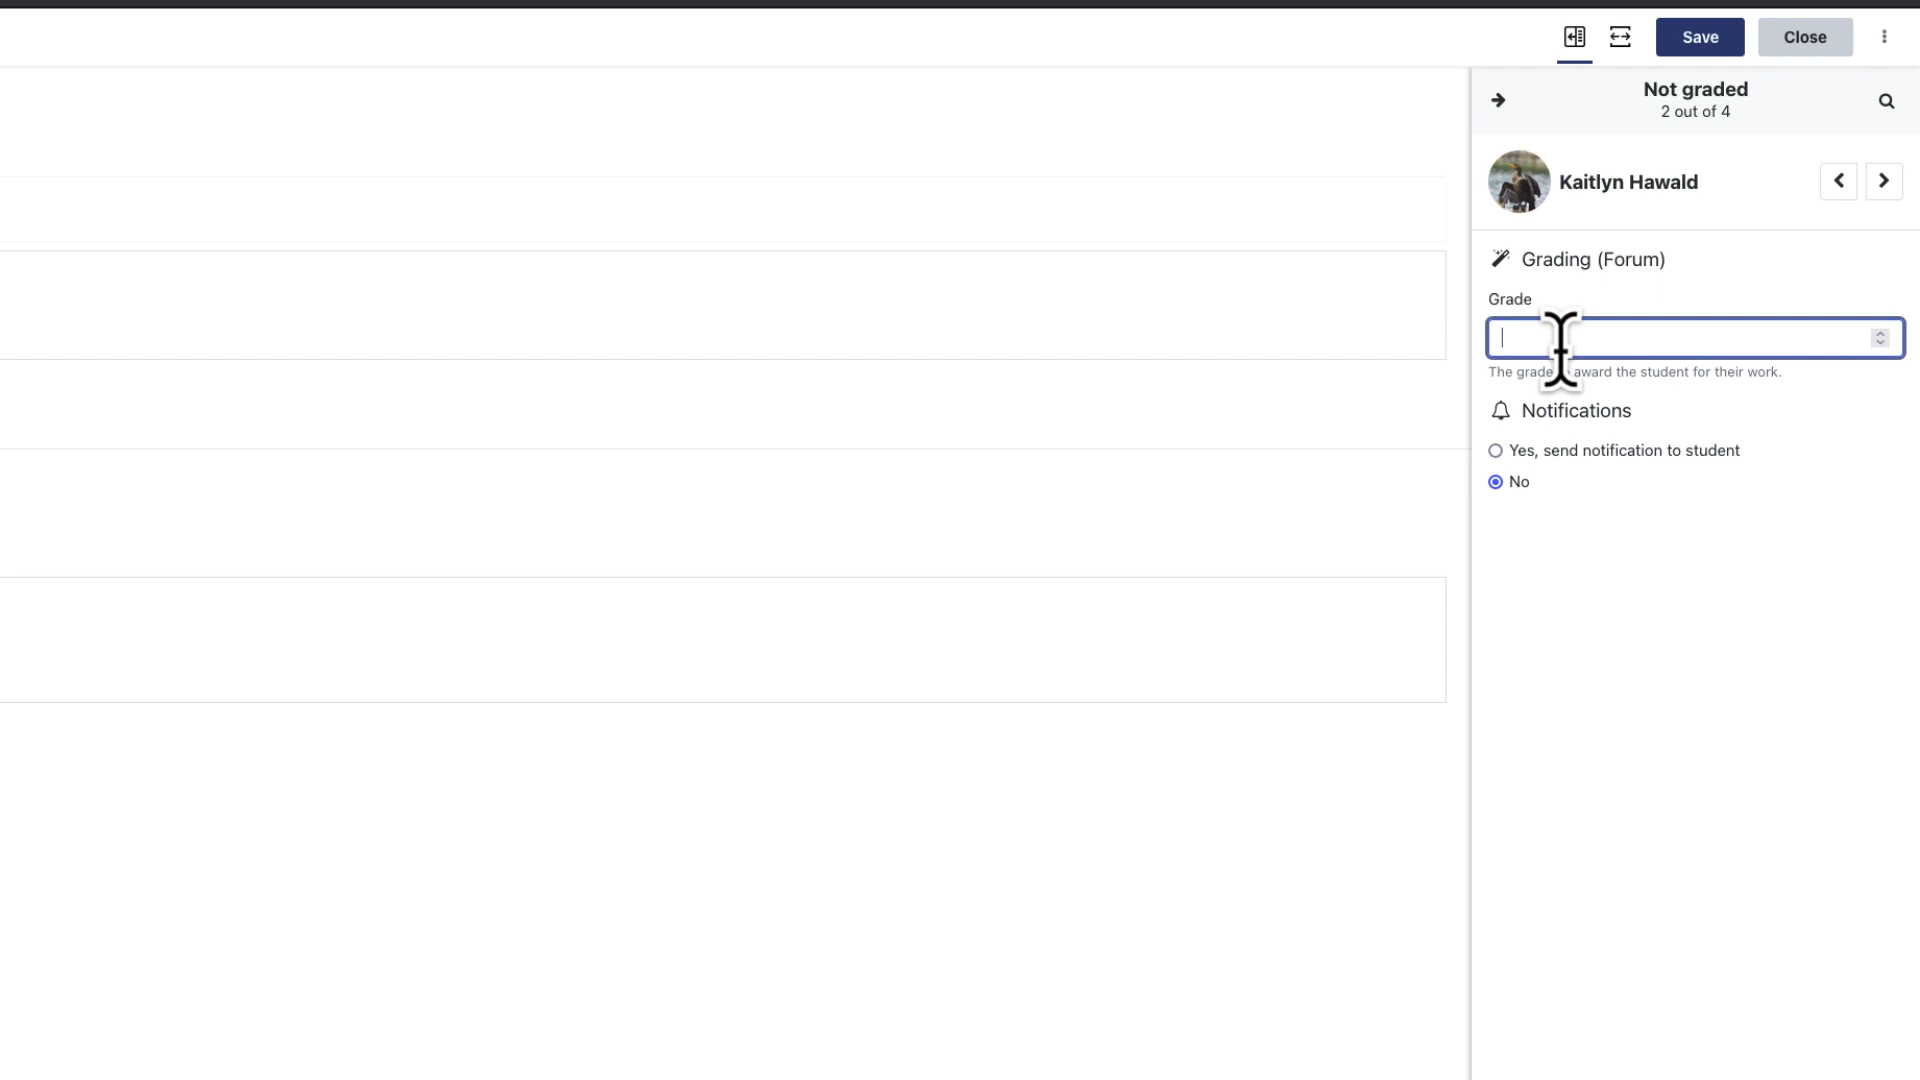 Save
Close
Not graded
2 out of 4
Kaitlyn Hawald
Grading (Forum)
Grade
The grade award the student for their work.
Notifications
Yes, send notification to student
No